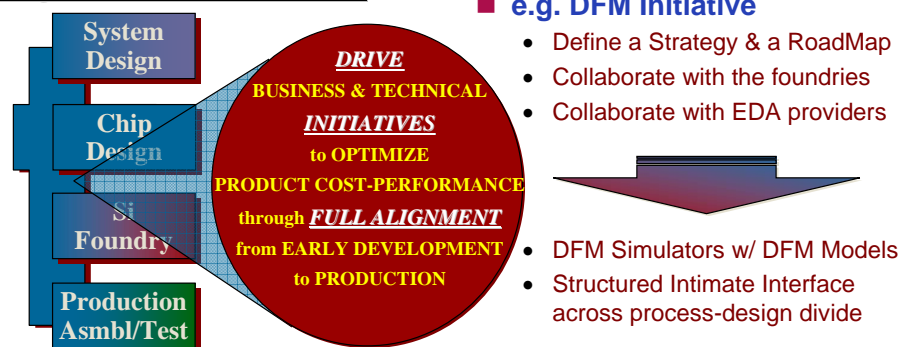 System
Design
Chip
Design
Si
Foundry
Production
Asmbl/Test
DRIVE
BUSINESS & TECHNICAL
INITIATIVES
to OPTIMIZE
PRODUCT COST-PERFORMANCE
through FULL ALIGNMENT
from EARLY DEVELOPMENT
to PRODUCTION
e.g. DFM Initiative
• Define a Strategy & a RoadMap
• Collaborate with the foundries
• Collaborate with EDA providers
• DFM Simulators w/ DFM Models
• Structured Intimate Interface
across process-design divide